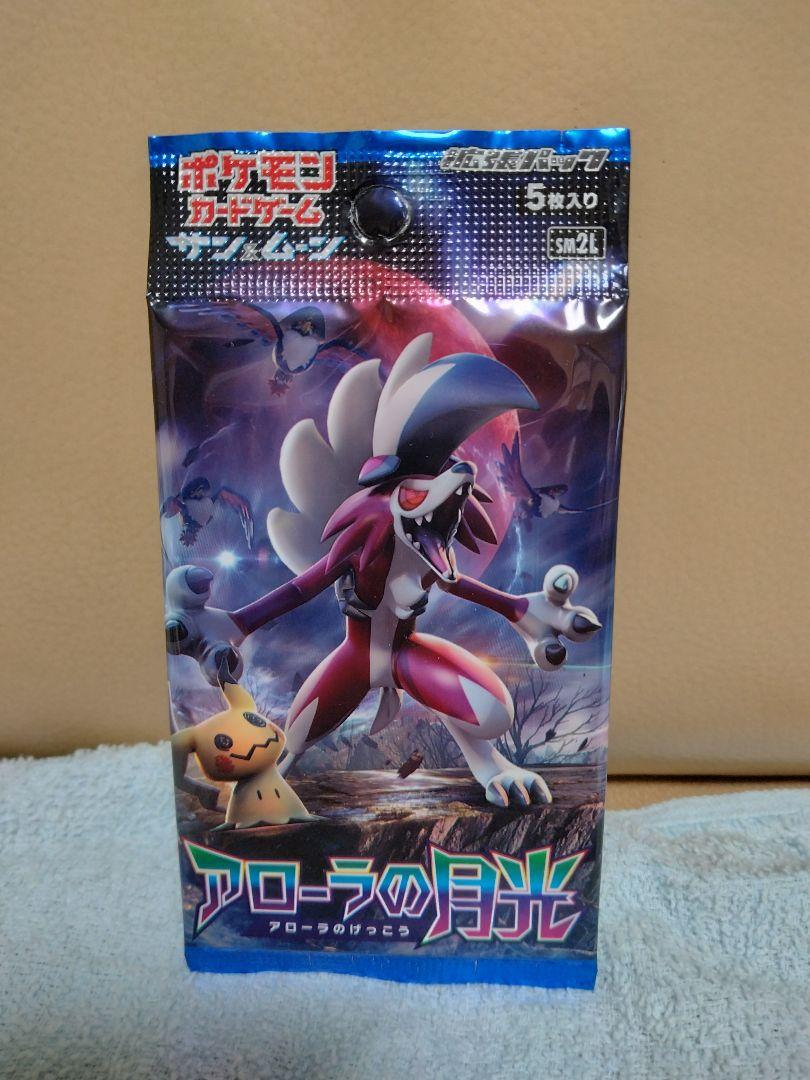 ポケモン
カードゲーム
サン&ムーン
拡張パック
5枚入り
sm2L
アローラの月光
アローラのげっこう